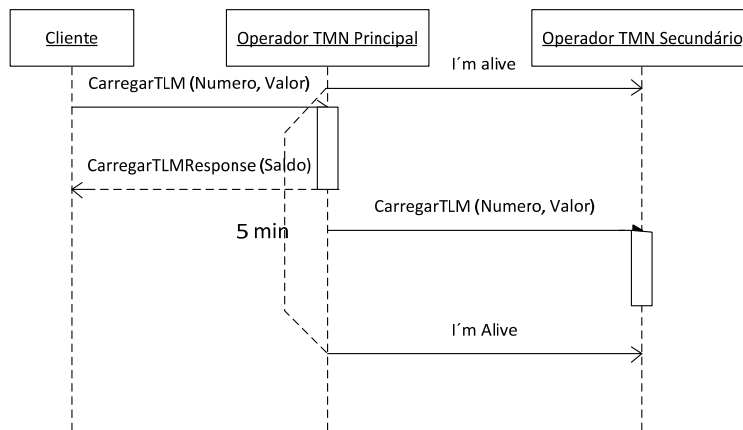 Cliente
Operador TMN Principal
Operador TMN Secundário
I´m alive
CarregarTLM (Numero, Valor)
CarregarTLMResponse (Saldo)
CarregarTLM (Numero, Valor)
5 min
I´m Alive